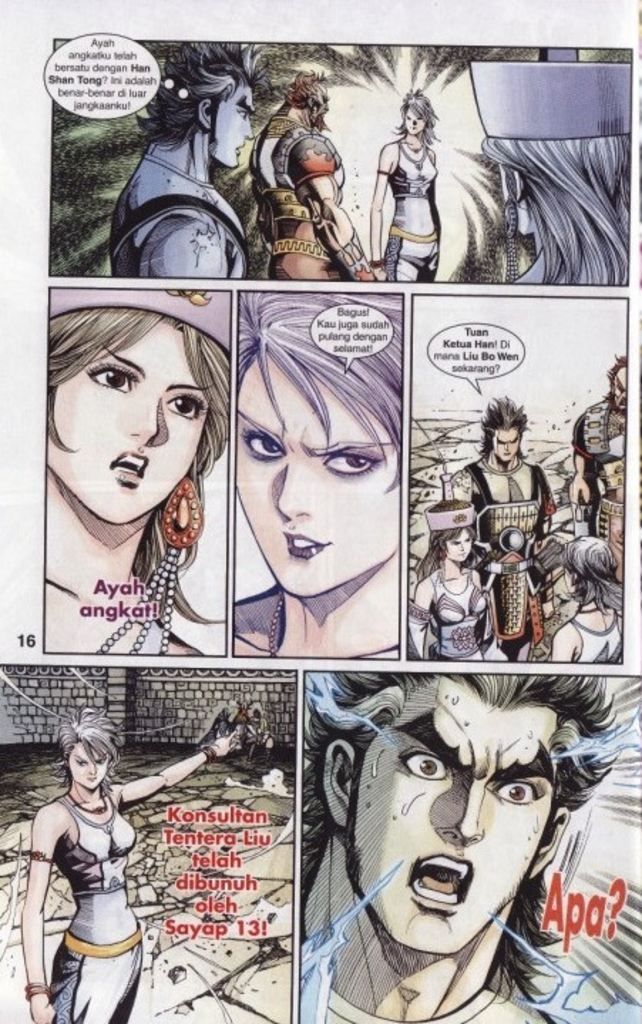 Ayah
angkatku telah
bersatu dengan Han
Shan Tong? Ini adalah
benar-benar di luar
jangkaanku!
Ayah
angkat!
Bagus!
Kau juga sudah
pulang dengan
selamat!
Tuan
Ketua Han! Di
mana Liu Bo Wen
sekarang?
16
Konsultan
Tentera Liu
telah
dibunuh
oleh
Sayap 13!
Apa?